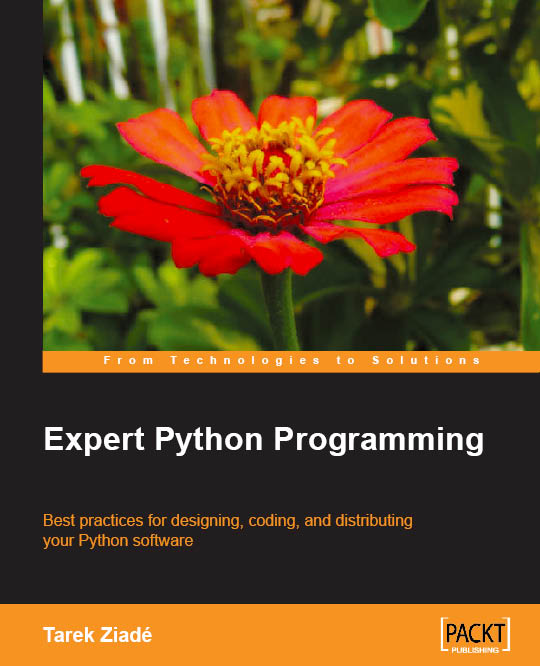 From Technologies to Solutions
Expert Python Programming
Best practices for designing, coding, and distributing
your Python software
Tarek Ziadé
PACKT
PUBLISHING